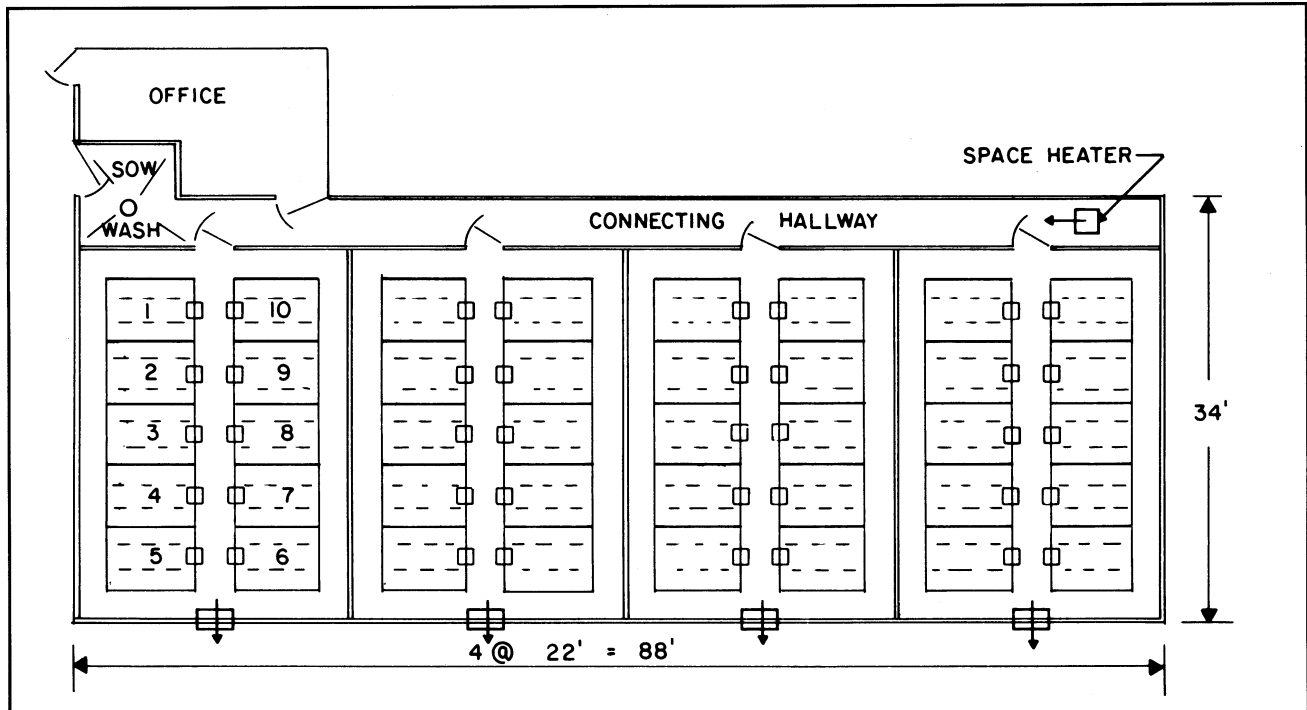 OFFICE
SOW
WASH
SPACE HEATER
CONNECTING HALLWAY
1 10
2 9
3 8
4 7
5 6
34'
4 @ 22' = 88'